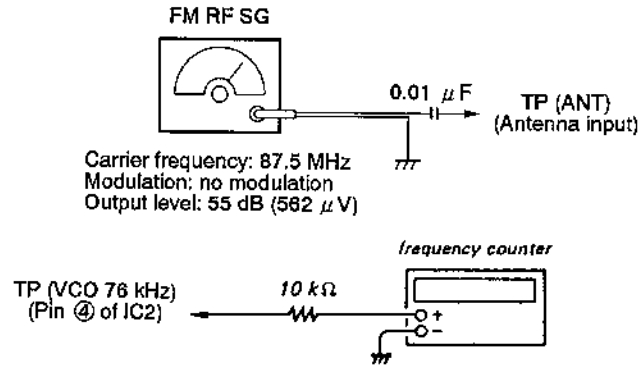 FM RF SG
0.01 μF
TP (ANT)
(Antenna input)
Carrier frequency: 87.5 MHz
Modulation: no modulation
Output level: 55 dB (562 μV)
frequency counter
TP (VCO 76 kHz)
(Pin ④ of IC2)
10 kΩ
+
−